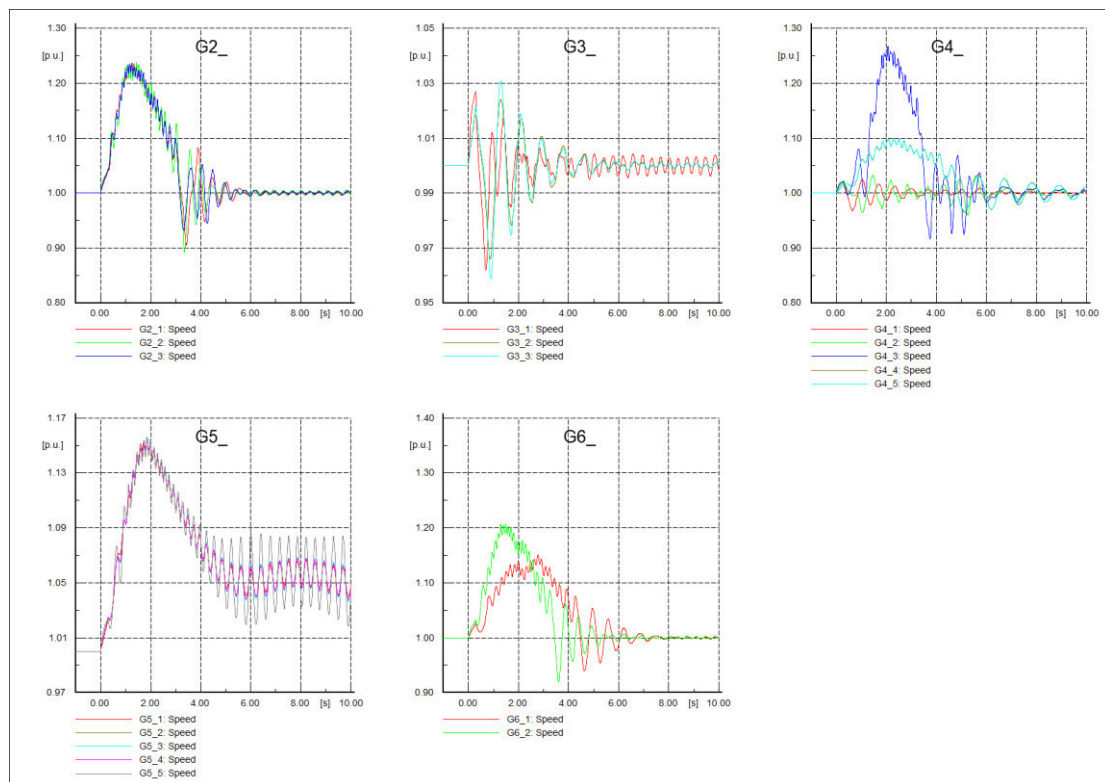 G2_
[p.u.]
1.30
1.20
1.10
1.00
0.90
0.80
0.00 2.00 4.00 6.00 8.00 [s] 10.00
G2_1: Speed
G2_2: Speed
G2_3: Speed
G3_
[p.u.]
1.05
1.03
1.01
0.99
0.97
0.95
0.00 2.00 4.00 6.00 8.00 [s] 10.00
G3_1: Speed
G3_2: Speed
G3_3: Speed
G4_
[p.u.]
1.30
1.20
1.10
1.00
0.90
0.80
0.00 2.00 4.00 6.00 8.00 [s] 10.00
G4_1: Speed
G4_2: Speed
G4_3: Speed
G4_4: Speed
G4_5: Speed
G5_
[p.u.]
1.17
1.13
1.09
1.05
1.01
0.97
0.00 2.00 4.00 6.00 8.00 [s] 10.00
G5_1: Speed
G5_2: Speed
G5_3: Speed
G5_4: Speed
G5_5: Speed
G6_
[p.u.]
1.40
1.30
1.20
1.10
1.00
0.90
0.00 2.00 4.00 6.00 8.00 [s] 10.00
G6_1: Speed
G6_2: Speed